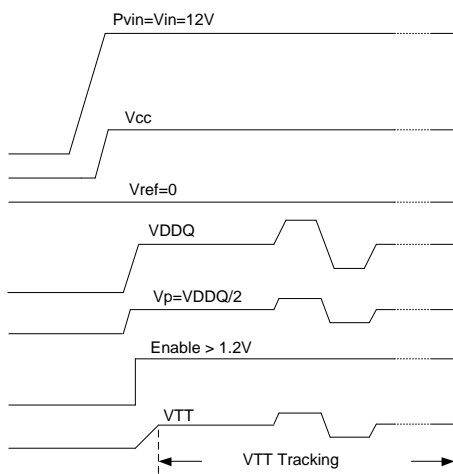 Pvin=Vin=12V
Vcc
Vref=0
VDDQ
Vp=VDDQ/2
Enable > 1.2V
VTT
VTT Tracking